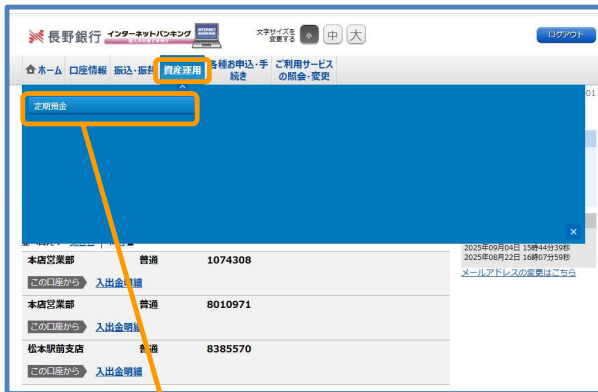 長野銀行 インターネットバンキング INTERNET BANKING
文字サイズを変更する 小 中 大
ログアウト
ホーム 口座情報 振込・振替 資産運用 各種お申込・手続き ご利用サービスの照会・変更
定期預金
01
×
2025年09月04日 15時44分39秒
2025年08月22日 16時07分59秒
メールアドレスの変更はこちら
本店営業部 普通 1074308
この口座から 入出金明細
本店営業部 普通 8010971
この口座から 入出金明細
松本駅前支店 普通 8385570
この口座から 入出金明細